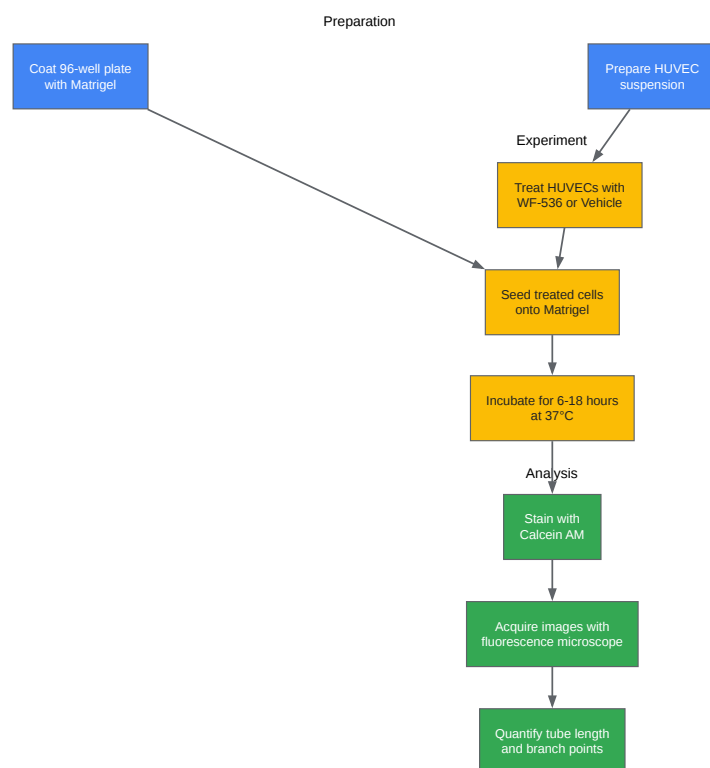 Preparation
Coat 96-well plate
with Matrigel
Prepare HUVEC
suspension
Experiment
Treat HUVECs with
WF-536 or Vehicle
Seed treated cells
onto Matrigel
Incubate for 6-18 hours
at 37°C
Analysis
Stain with
Calcein AM
Acquire images with
fluorescence microscope
Quantify tube length
and branch points